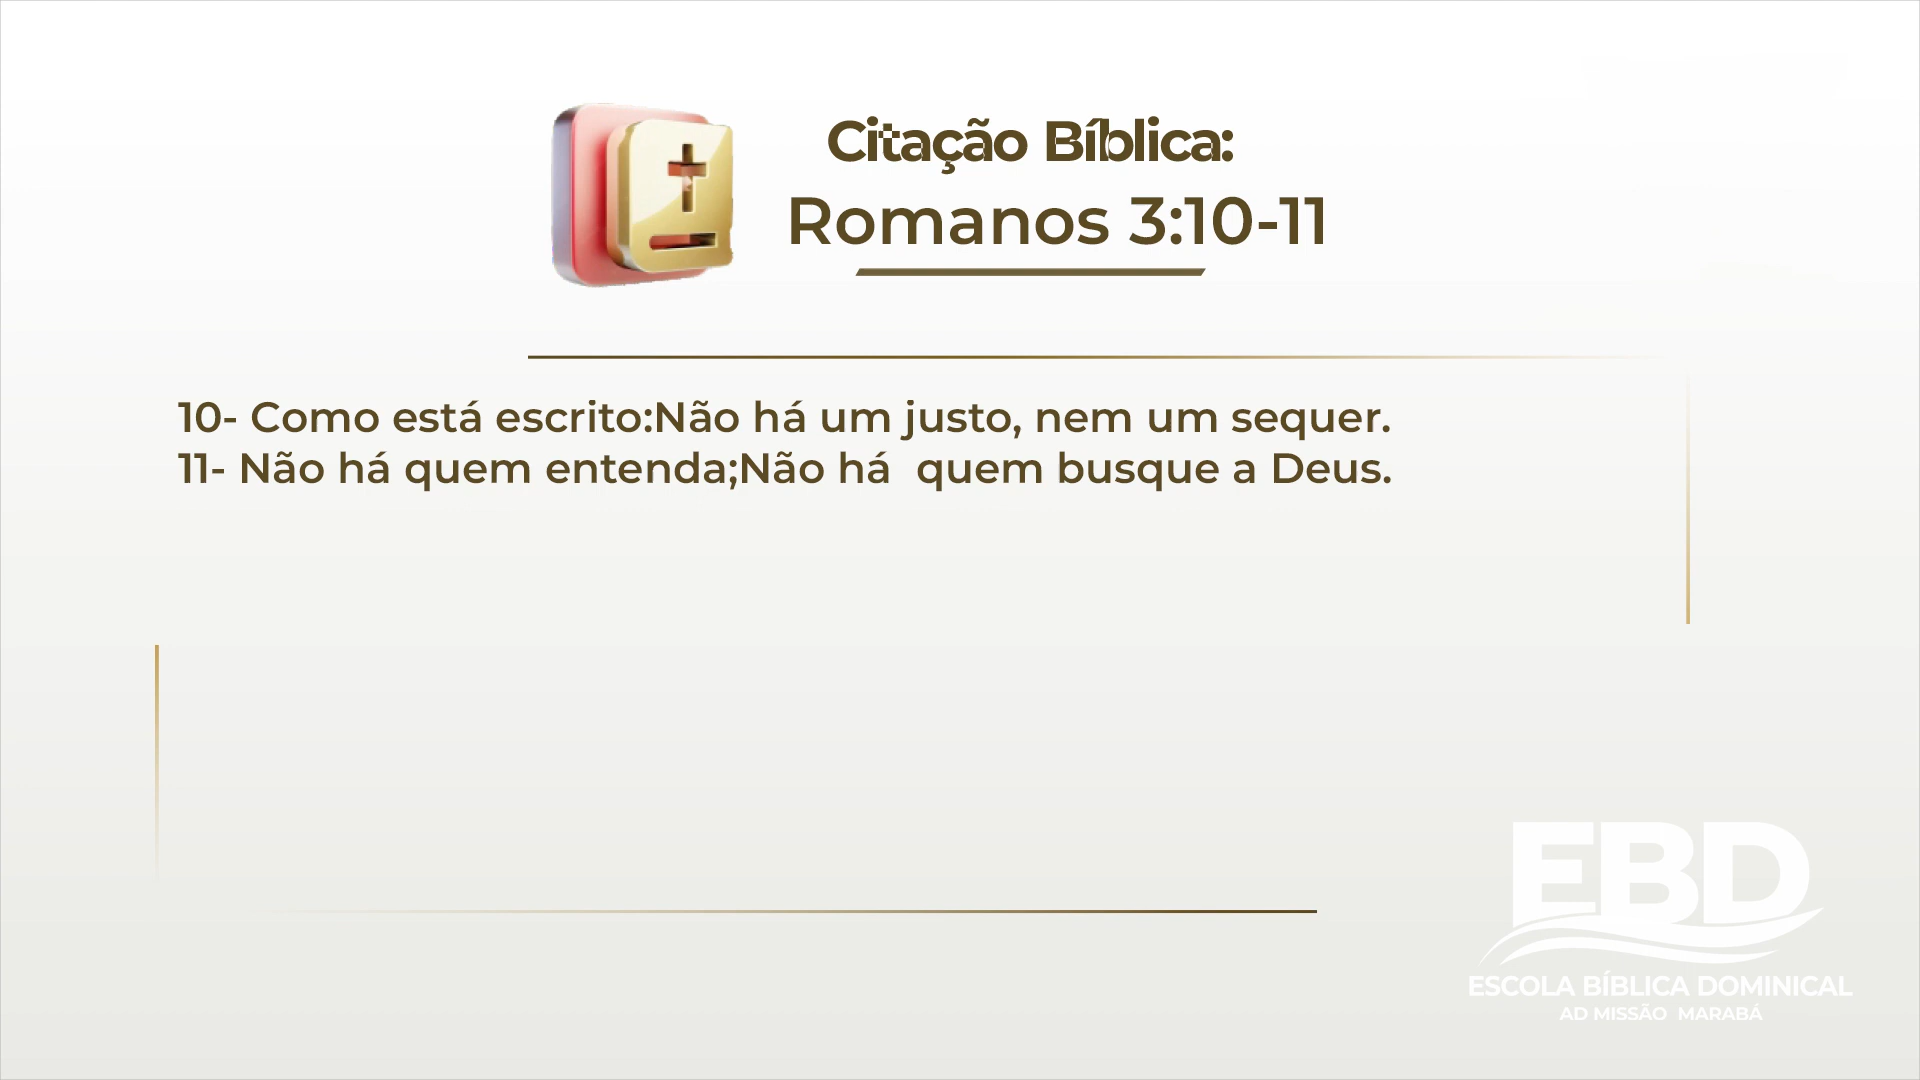 Citação Bíblica:
Romanos 3:10-11
10- Como está escrito:Não há um justo, nem um sequer.
11- Não há quem entenda;Não há  quem busque a Deus.
EBD
ESCOLA BÍBLICA DOMINICAL
AD MISSÃO  MARABÁ